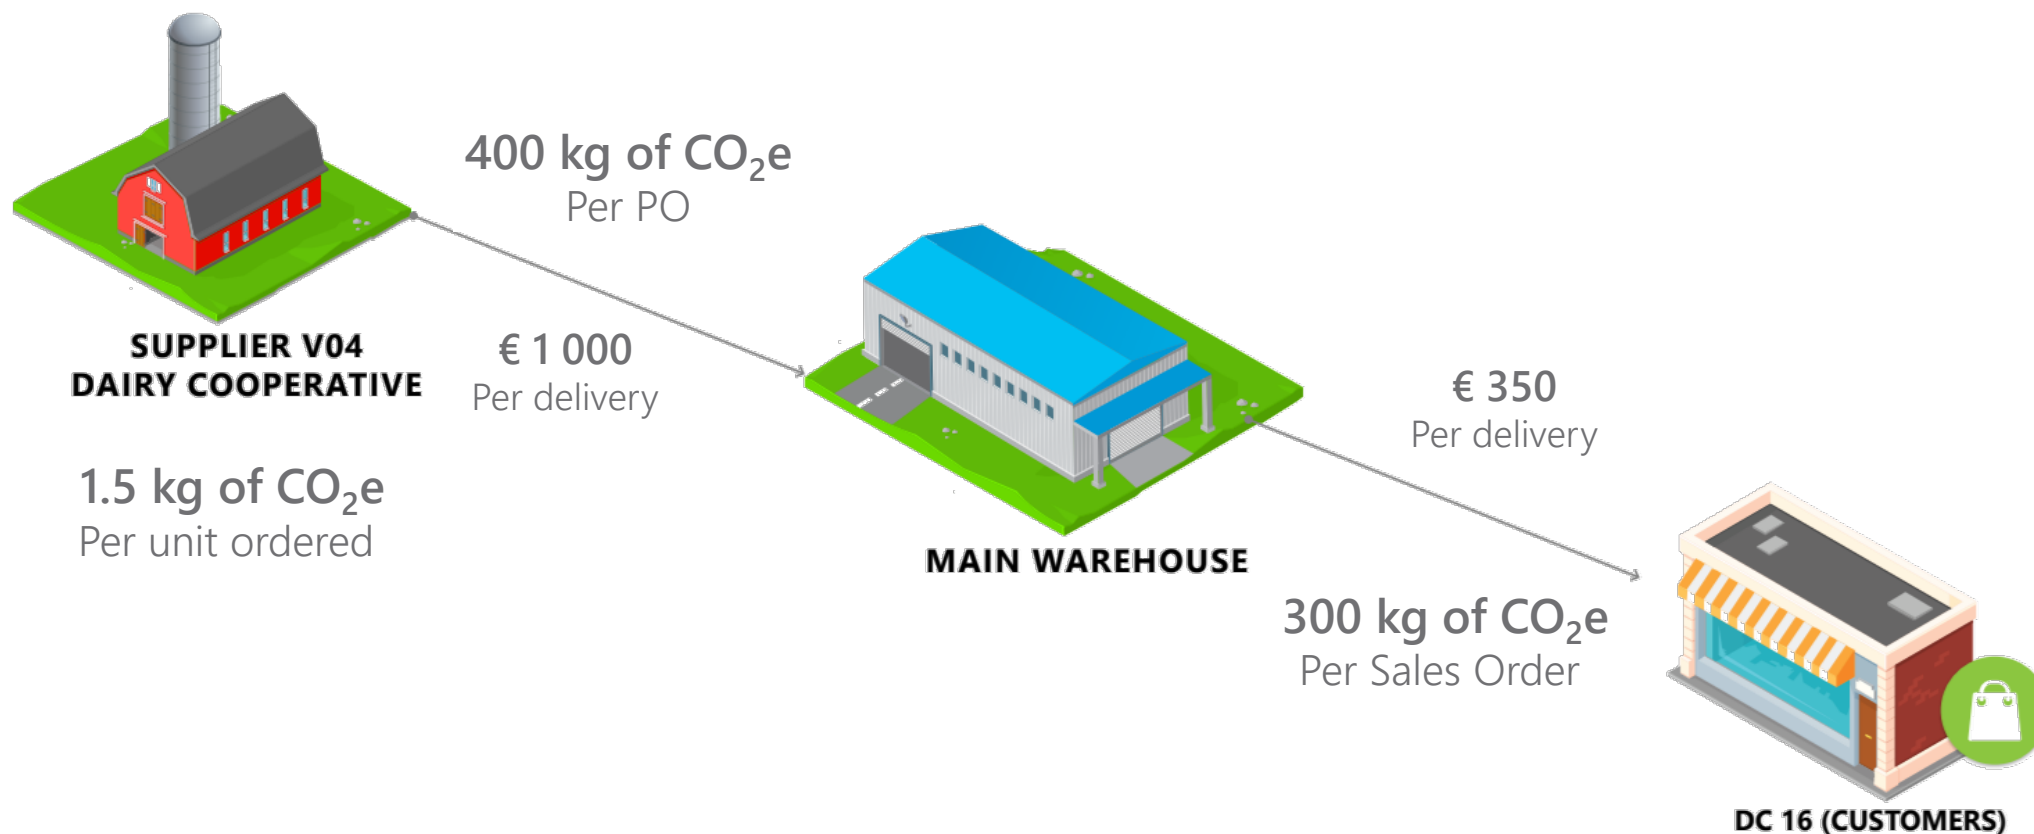 400 kg of CO₂e
Per PO
SUPPLIER V04
DAIRY COOPERATIVE
€ 1 000
Per delivery
1.5 kg of CO₂e
Per unit ordered
MAIN WAREHOUSE
€ 350
Per delivery
300 kg of CO₂e
Per Sales Order
DC 16 (CUSTOMERS)